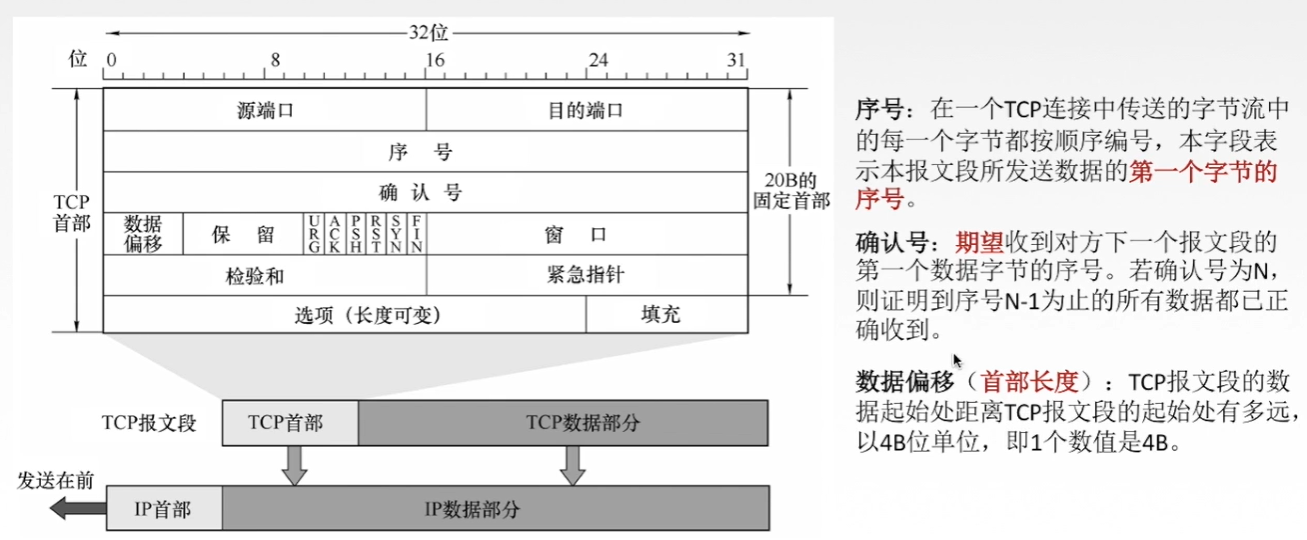 32位
位 0 8 16 24 31
源端口 目的端口
序 号
确 认 号
TCP
首部
20B的
固定首部
数据
偏移
保 留
URG ACK PSH RST SYN FIN
窗 口
检验和 紧急指针
选项（长度可变） 填充
TCP报文段 TCP首部 TCP数据部分
发送在前
IP首部 IP数据部分
序号：在一个TCP连接中传送的字节流中
的每一个字节都按顺序编号，本字段表
示本报文段所发送数据的第一个字节的
序号。
确认号：期望收到对方下一个报文段的
第一个数据字节的序号。若确认号为N，
则证明到序号N-1为止的所有数据都已正
确收到。
数据偏移（首部长度）：TCP报文段的数
据起始处距离TCP报文段的起始处有多远，
以4B位单位，即1个数值是4B。